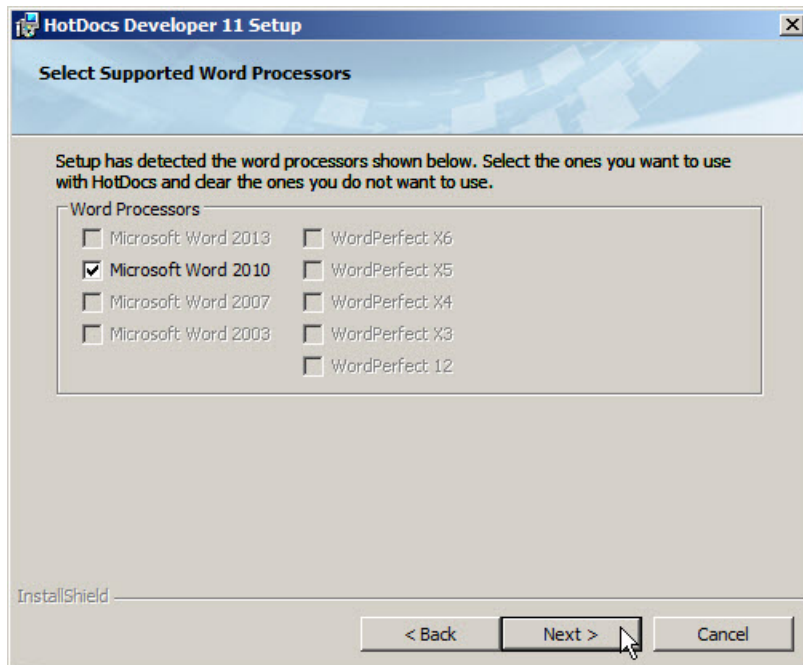 HotDocs Developer 11 Setup
Select Supported Word Processors
Setup has detected the word processors shown below. Select the ones you want to use
with HotDocs and clear the ones you do not want to use.
Word Processors
Microsoft Word 2013
WordPerfect X6
Microsoft Word 2010
WordPerfect X5
Microsoft Word 2007
WordPerfect X4
Microsoft Word 2003
WordPerfect X3
WordPerfect 12
InstallShield
< Back
Next >
Cancel